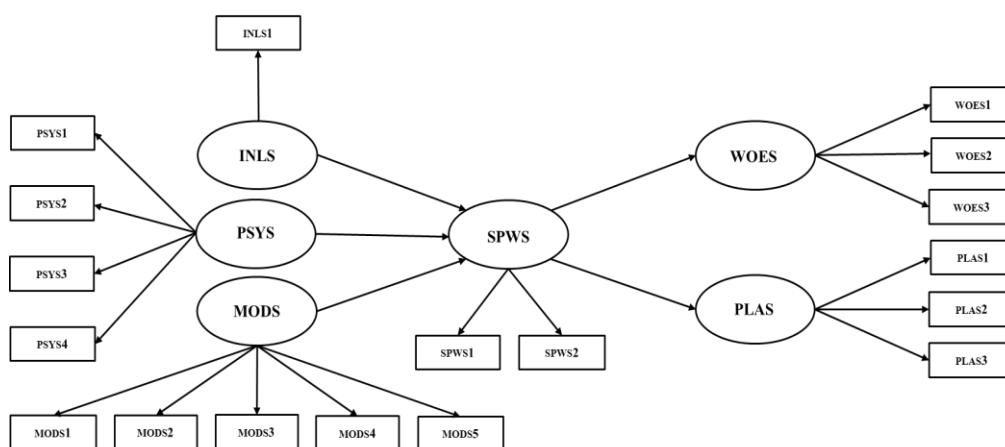 INLS1
PSYS1
PSYS2
PSYS3
PSYS4
INLS
PSYS
MODS
SPWS
WOES
PLAS
WOES1
WOES2
WOES3
PLAS1
PLAS2
PLAS3
SPWS1
SPWS2
MODS1
MODS2
MODS3
MODS4
MODS5